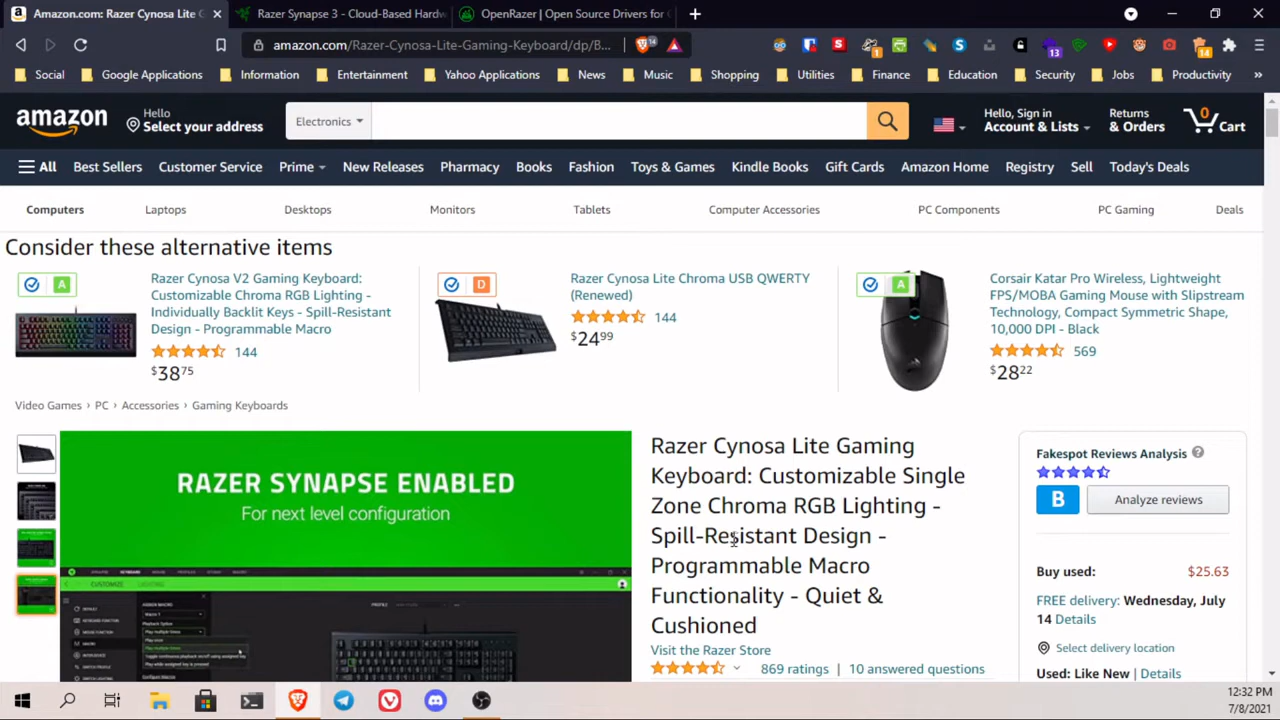 Amazon.com: Razer Cynosa Lite G
Razer Synapse 3 - Cloud-Based Hardw
OpenRazer | Open Source Drivers for
amazon.com/Razer-Cynosa-Lite-Gaming-Keyboard/dp/B...
14
1
13
14
Social
Google Applications
Information
Entertainment
Yahoo Applications
News
Music
Shopping
Utilities
Finance
Education
Security
Jobs
Productivity
»
amazon
Hello
Select your address
Electronics
Hello, Sign in
Account & Lists
Returns
& Orders
0
Cart
All
Best Sellers
Customer Service
Prime
New Releases
Pharmacy
Books
Fashion
Toys & Games
Kindle Books
Gift Cards
Amazon Home
Registry
Sell
Today's Deals
Computers
Laptops
Desktops
Monitors
Tablets
Computer Accessories
PC Components
PC Gaming
Deals
Consider these alternative items
A
Razer Cynosa V2 Gaming Keyboard:
Customizable Chroma RGB Lighting -
Individually Backlit Keys - Spill-Resistant
Design - Programmable Macro
144
$38 75
D
Razer Cynosa Lite Chroma USB QWERTY
(Renewed)
144
$24 99
A
Corsair Katar Pro Wireless, Lightweight
FPS/MOBA Gaming Mouse with Slipstream
Technology, Compact Symmetric Shape,
10,000 DPI - Black
569
$28 22
Video Games › PC › Accessories › Gaming Keyboards
RAZER SYNAPSE ENABLED
For next level configuration
CUSTOMIZE
LIGHTING
MACRO
PROFILE
Razer Cynosa Lite Gaming
Keyboard: Customizable Single
Zone Chroma RGB Lighting -
Spill-Resistant Design -
Programmable Macro
Functionality - Quiet &
Cushioned
Visit the Razer Store
869 ratings | 10 answered questions
Fakespot Reviews Analysis
B
Analyze reviews
Buy used:
$25.63
FREE delivery: Wednesday, July
14 Details
Select delivery location
Used: Like New | Details
12:32 PM
7/8/2021